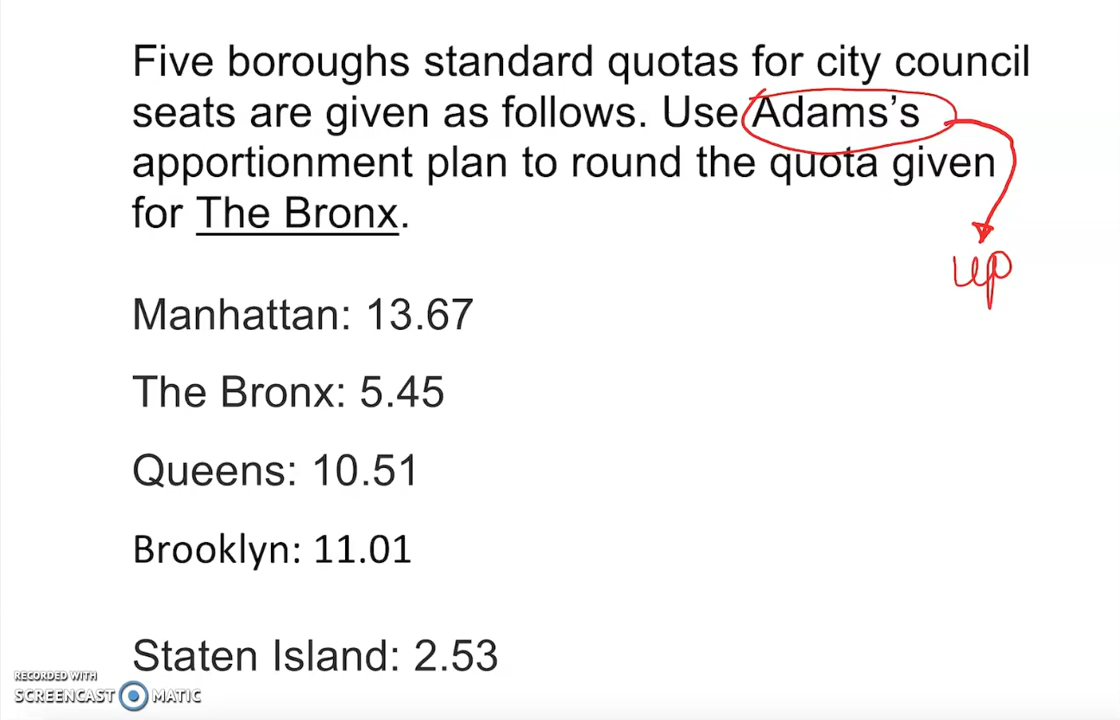 Five boroughs standard quotas for city council
seats are given as follows. Use Adams's
apportionment plan to round the quota given
for The Bronx.
up
Manhattan: 13.67
The Bronx: 5.45
Queens: 10.51
Brooklyn: 11.01
Staten Island: 2.53
RECORDED WITH
SCREENCAST MATIC